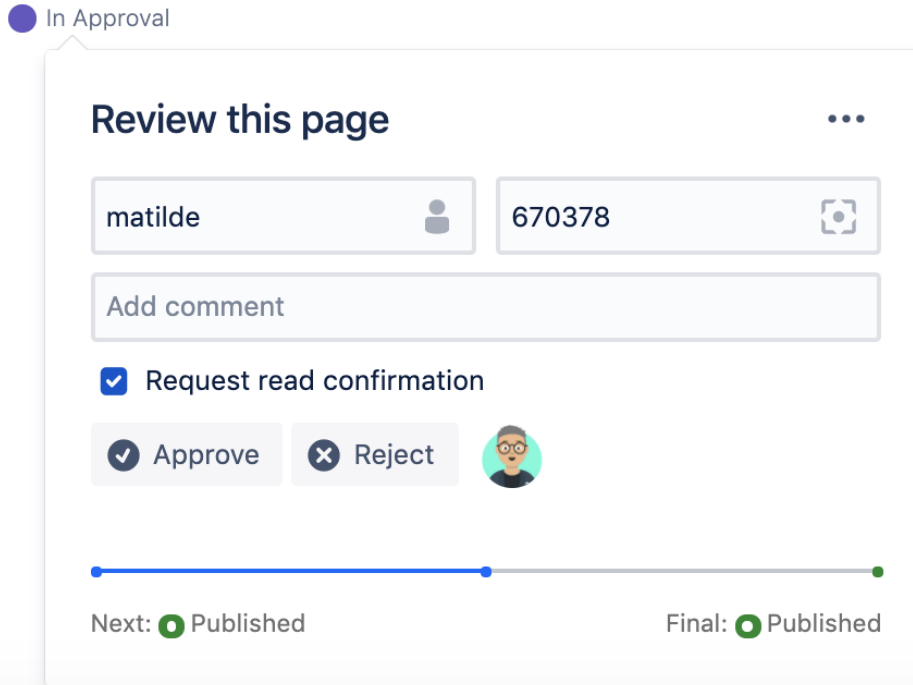 In Approval
Review this page
matilde 670378
Add comment
Request read confirmation
Approve Reject
Next: Published Final: Published